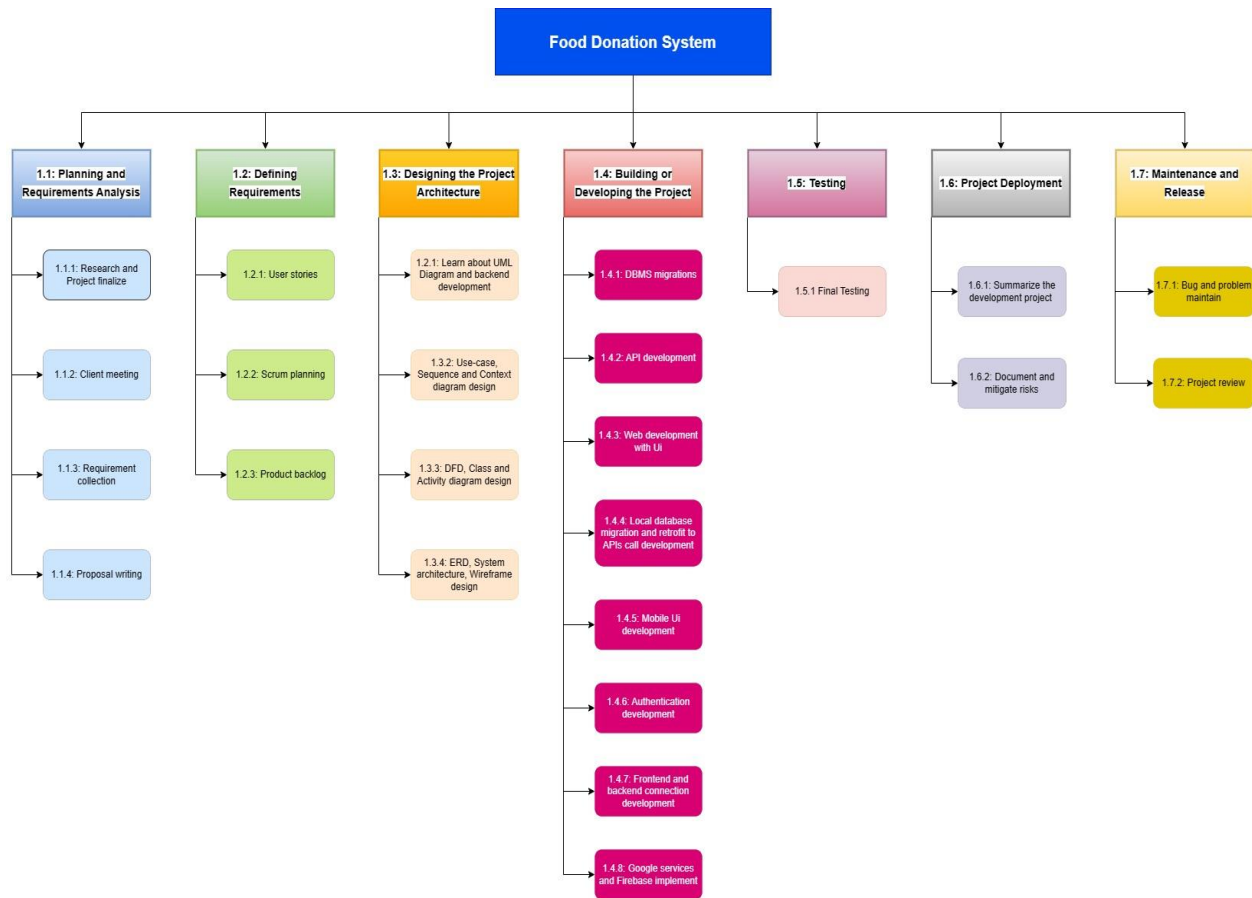 Food Donation System
1.1: Planning and
Requirements Analysis
1.1.1: Research and
Project finalize
1.1.2: Client meeting
1.1.3: Requirement
collection
1.1.4: Proposal writing
1.2: Defining
Requirements
1.2.1: User stories
1.2.2: Scrum planning
1.2.3: Product backlog
1.3: Designing the Project
Architecture
1.2.1: Learn about UML
Diagram and backend
development
1.3.2: Use-case,
Sequence and Context
diagram design
1.3.3: DFD, Class and
Activity diagram design
1.3.4: ERD, System
architecture, Wireframe
design
1.4: Building or
Developing the Project
1.4.1: DBMS migrations
1.4.2: API development
1.4.3: Web development
with Ui
1.4.4: Local database
migration and retrofit to
APIs call development
1.4.5: Mobile Ui
development
1.4.6: Authentication
development
1.4.7: Frontend and
backend connection
development
1.4.8: Google services
and Firebase implement
1.5: Testing
1.5.1 Final Testing
1.6: Project Deployment
1.6.1: Summarize the
development project
1.6.2: Document and
mitigate risks
1.7: Maintenance and
Release
1.7.1: Bug and problem
maintain
1.7.2: Project review